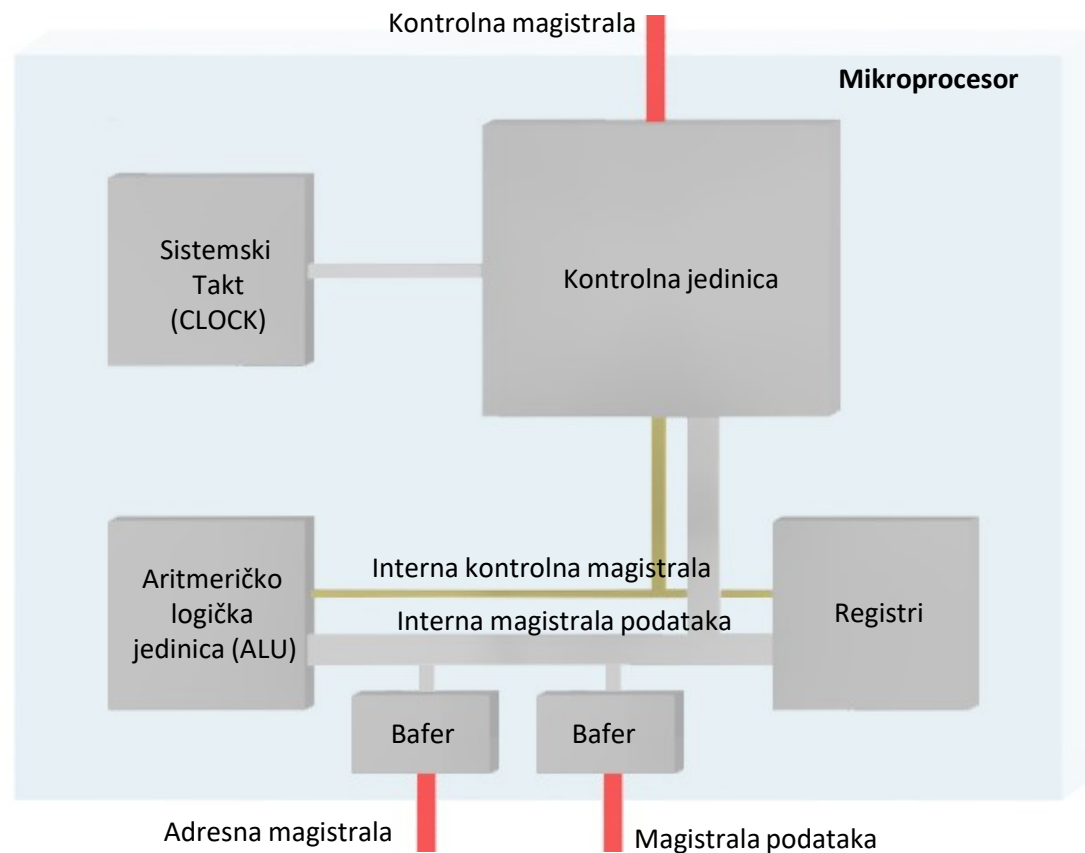 Kontrolna magistrala
Mikroprocesor
Sistemski
Takt
(CLOCK)
Kontrolna jedinica
Aritmeričko
logička
jedinica (ALU)
Interna kontrolna magistrala
Interna magistrala podataka
Registri
Bafer
Bafer
Adresna magistrala
Magistrala podataka